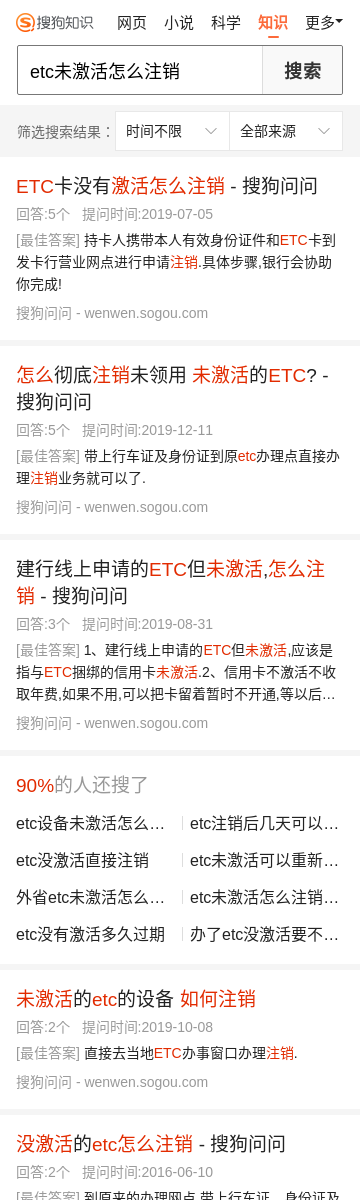 搜狗知识 网页 小说 科学 知识 更多
etc未激活怎么注销 搜索
筛选搜索结果： 时间不限 全部来源
ETC卡没有激活怎么注销 - 搜狗问问
回答:5个 提问时间:2019-07-05
[最佳答案] 持卡人携带本人有效身份证件和ETC卡到
发卡行营业网点进行申请注销.具体步骤,银行会协助
你完成!
搜狗问问 - wenwen.sogou.com
怎么彻底注销未领用 未激活的ETC? -
搜狗问问
回答:5个 提问时间:2019-12-11
[最佳答案] 带上行车证及身份证到原etc办理点直接办
理注销业务就可以了.
搜狗问问 - wenwen.sogou.com
建行线上申请的ETC但未激活,怎么注
销 - 搜狗问问
回答:3个 提问时间:2019-08-31
[最佳答案] 1、建行线上申请的ETC但未激活,应该是
指与ETC捆绑的信用卡未激活.2、信用卡不激活不收
取年费,如果不用,可以把卡留着暂时不开通,等以后…
搜狗问问 - wenwen.sogou.com
90%的人还搜了
etc设备未激活怎么… etc注销后几天可以…
etc没激活直接注销 etc未激活可以重新…
外省etc未激活怎么… etc未激活怎么注销…
etc没有激活多久过期 办了etc没激活要不…
未激活的etc的设备 如何注销
回答:2个 提问时间:2019-10-08
[最佳答案] 直接去当地ETC办事窗口办理注销.
搜狗问问 - wenwen.sogou.com
没激活的etc怎么注销 - 搜狗问问
回答:2个 提问时间:2016-06-10
[最佳答案] 到原来的办理网点,带上行车证、身份证及